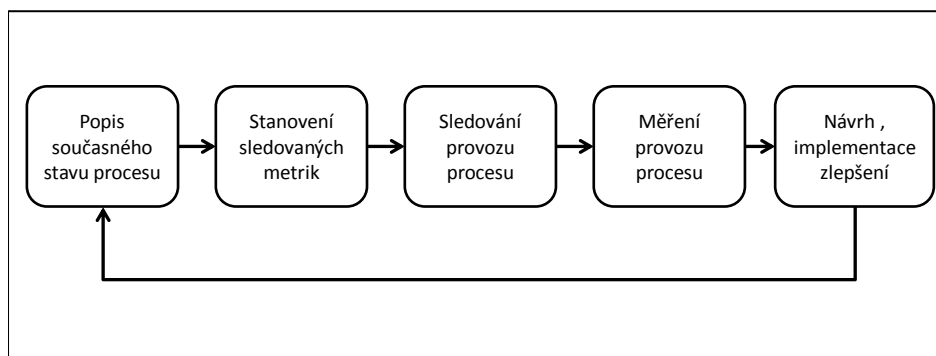 Popis
současného
stavu procesu
Stanovení
sledovaných
metrik
Sledování
provozu
procesu
Měření
provozu
procesu
Návrh ,
implementace
zlepšení